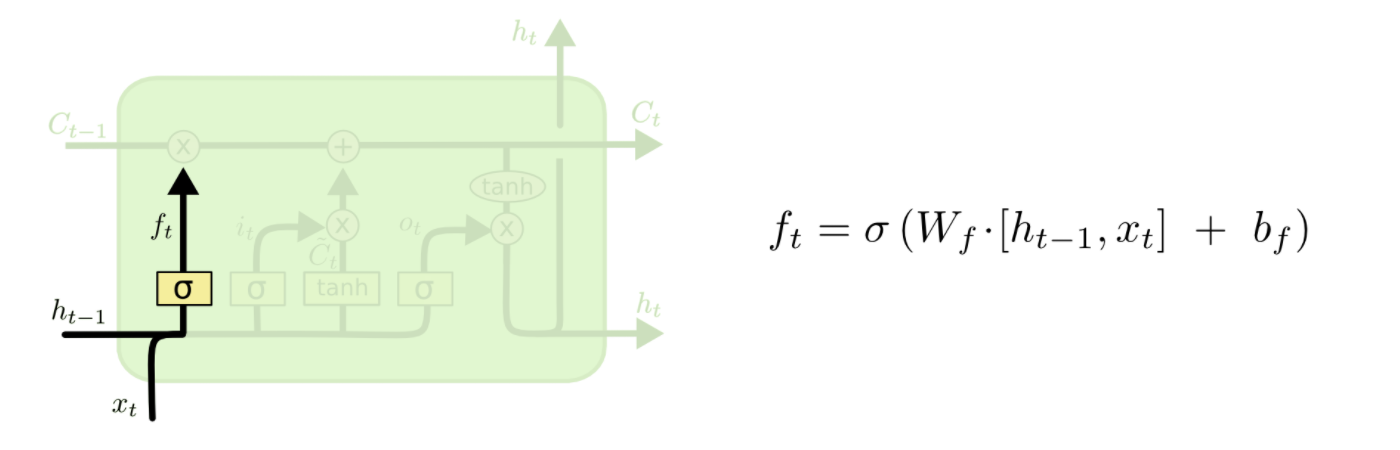 h_t
C_{t-1}
C_t
x
+
tanh
f_t
i_t
x
o_t
x
C̃_t
σ
σ
tanh
σ
h_{t-1}
h_t
x_t
f_t = σ (W_f · [h_{t-1}, x_t] + b_f)